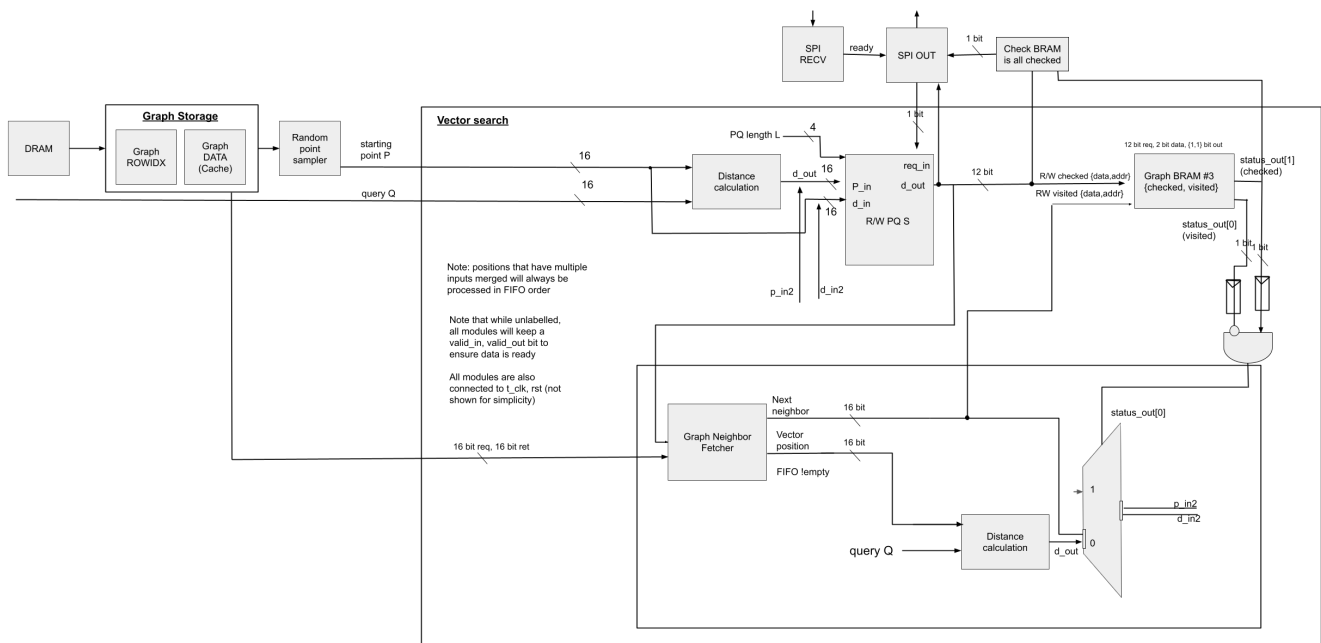 SPI
RECV
ready
SPI OUT
1 bit
Check BRAM
is all checked
1 bit
Graph Storage
Graph
ROWIDX
Graph
DATA
(Cache)
DRAM
Random
point
sampler
starting
point P
query Q
16
16
Vector search
PQ length L
4
Distance
calculation
d_out
16
16
req_in
P_in
d_out
d_in
R/W PQ S
12 bit
12 bit req, 2 bit data, {1,1} bit out
R/W checked {data,addr}
RW visited {data,addr}
Graph BRAM #3
{checked, visited}
status_out[1]
(checked)
status_out[0]
(visited)
1 bit
1 bit
p_in2
d_in2
Note: positions that have multiple
inputs merged will always be
processed in FIFO order
Note that while unlabelled,
all modules will keep a
valid_in, valid_out bit to
ensure data is ready
All modules are also
connected to t_clk, rst (not
shown for simplicity)
16 bit req, 16 bit ret
Graph Neighbor
Fetcher
Next
neighbor
16 bit
Vector
position
16 bit
FIFO !empty
query Q
Distance
calculation
d_out
status_out[0]
1
0
p_in2
d_in2